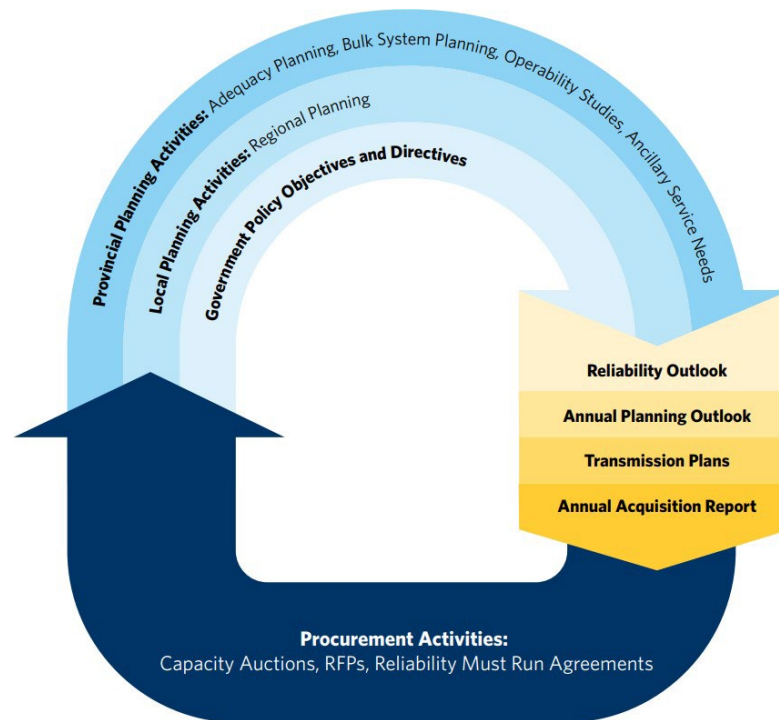 Provincial Planning Activities: Adequacy Planning, Bulk System Planning, Operability Studies, Ancillary Service Needs
Local Planning Activities: Regional Planning
Government Policy Objectives and Directives
Reliability Outlook
Annual Planning Outlook
Transmission Plans
Annual Acquisition Report
Procurement Activities:
Capacity Auctions, RFPs, Reliability Must Run Agreements